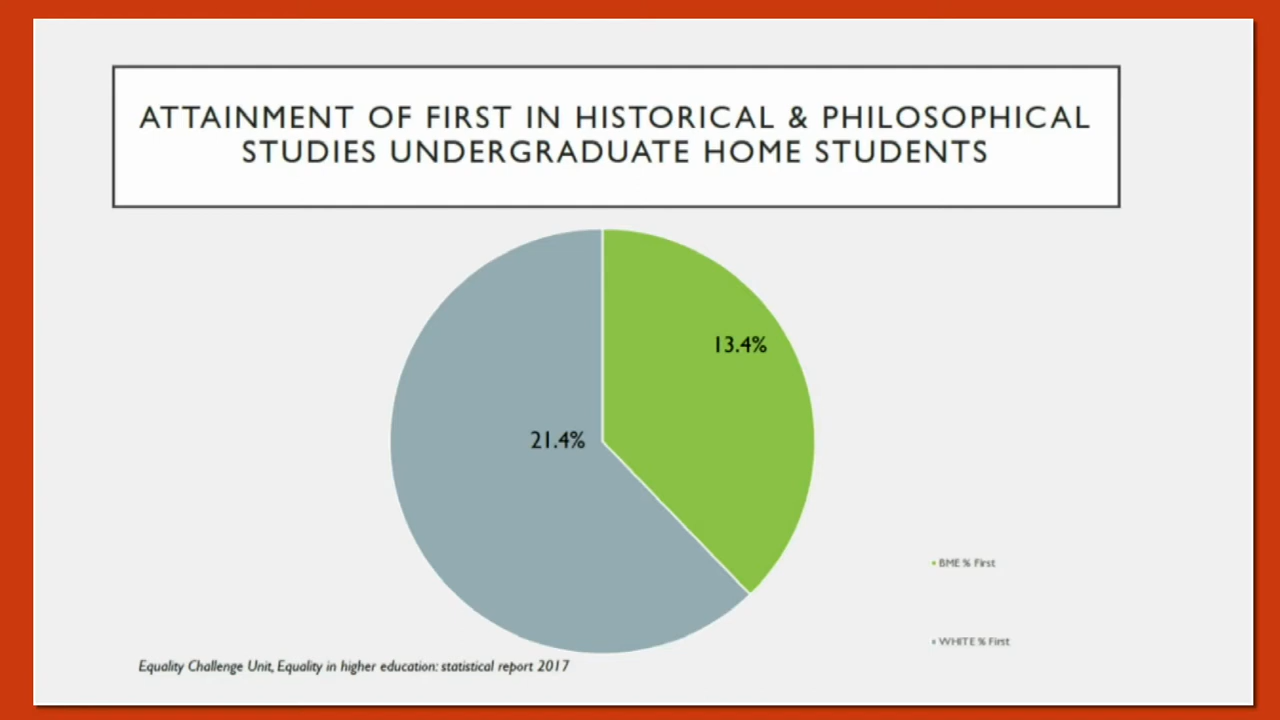 ATTAINMENT OF FIRST IN HISTORICAL & PHILOSOPHICAL
STUDIES UNDERGRADUATE HOME STUDENTS
13.4%
21.4%
BME % First
WHITE % First
Equality Challenge Unit, Equality in higher education: statistical report 2017